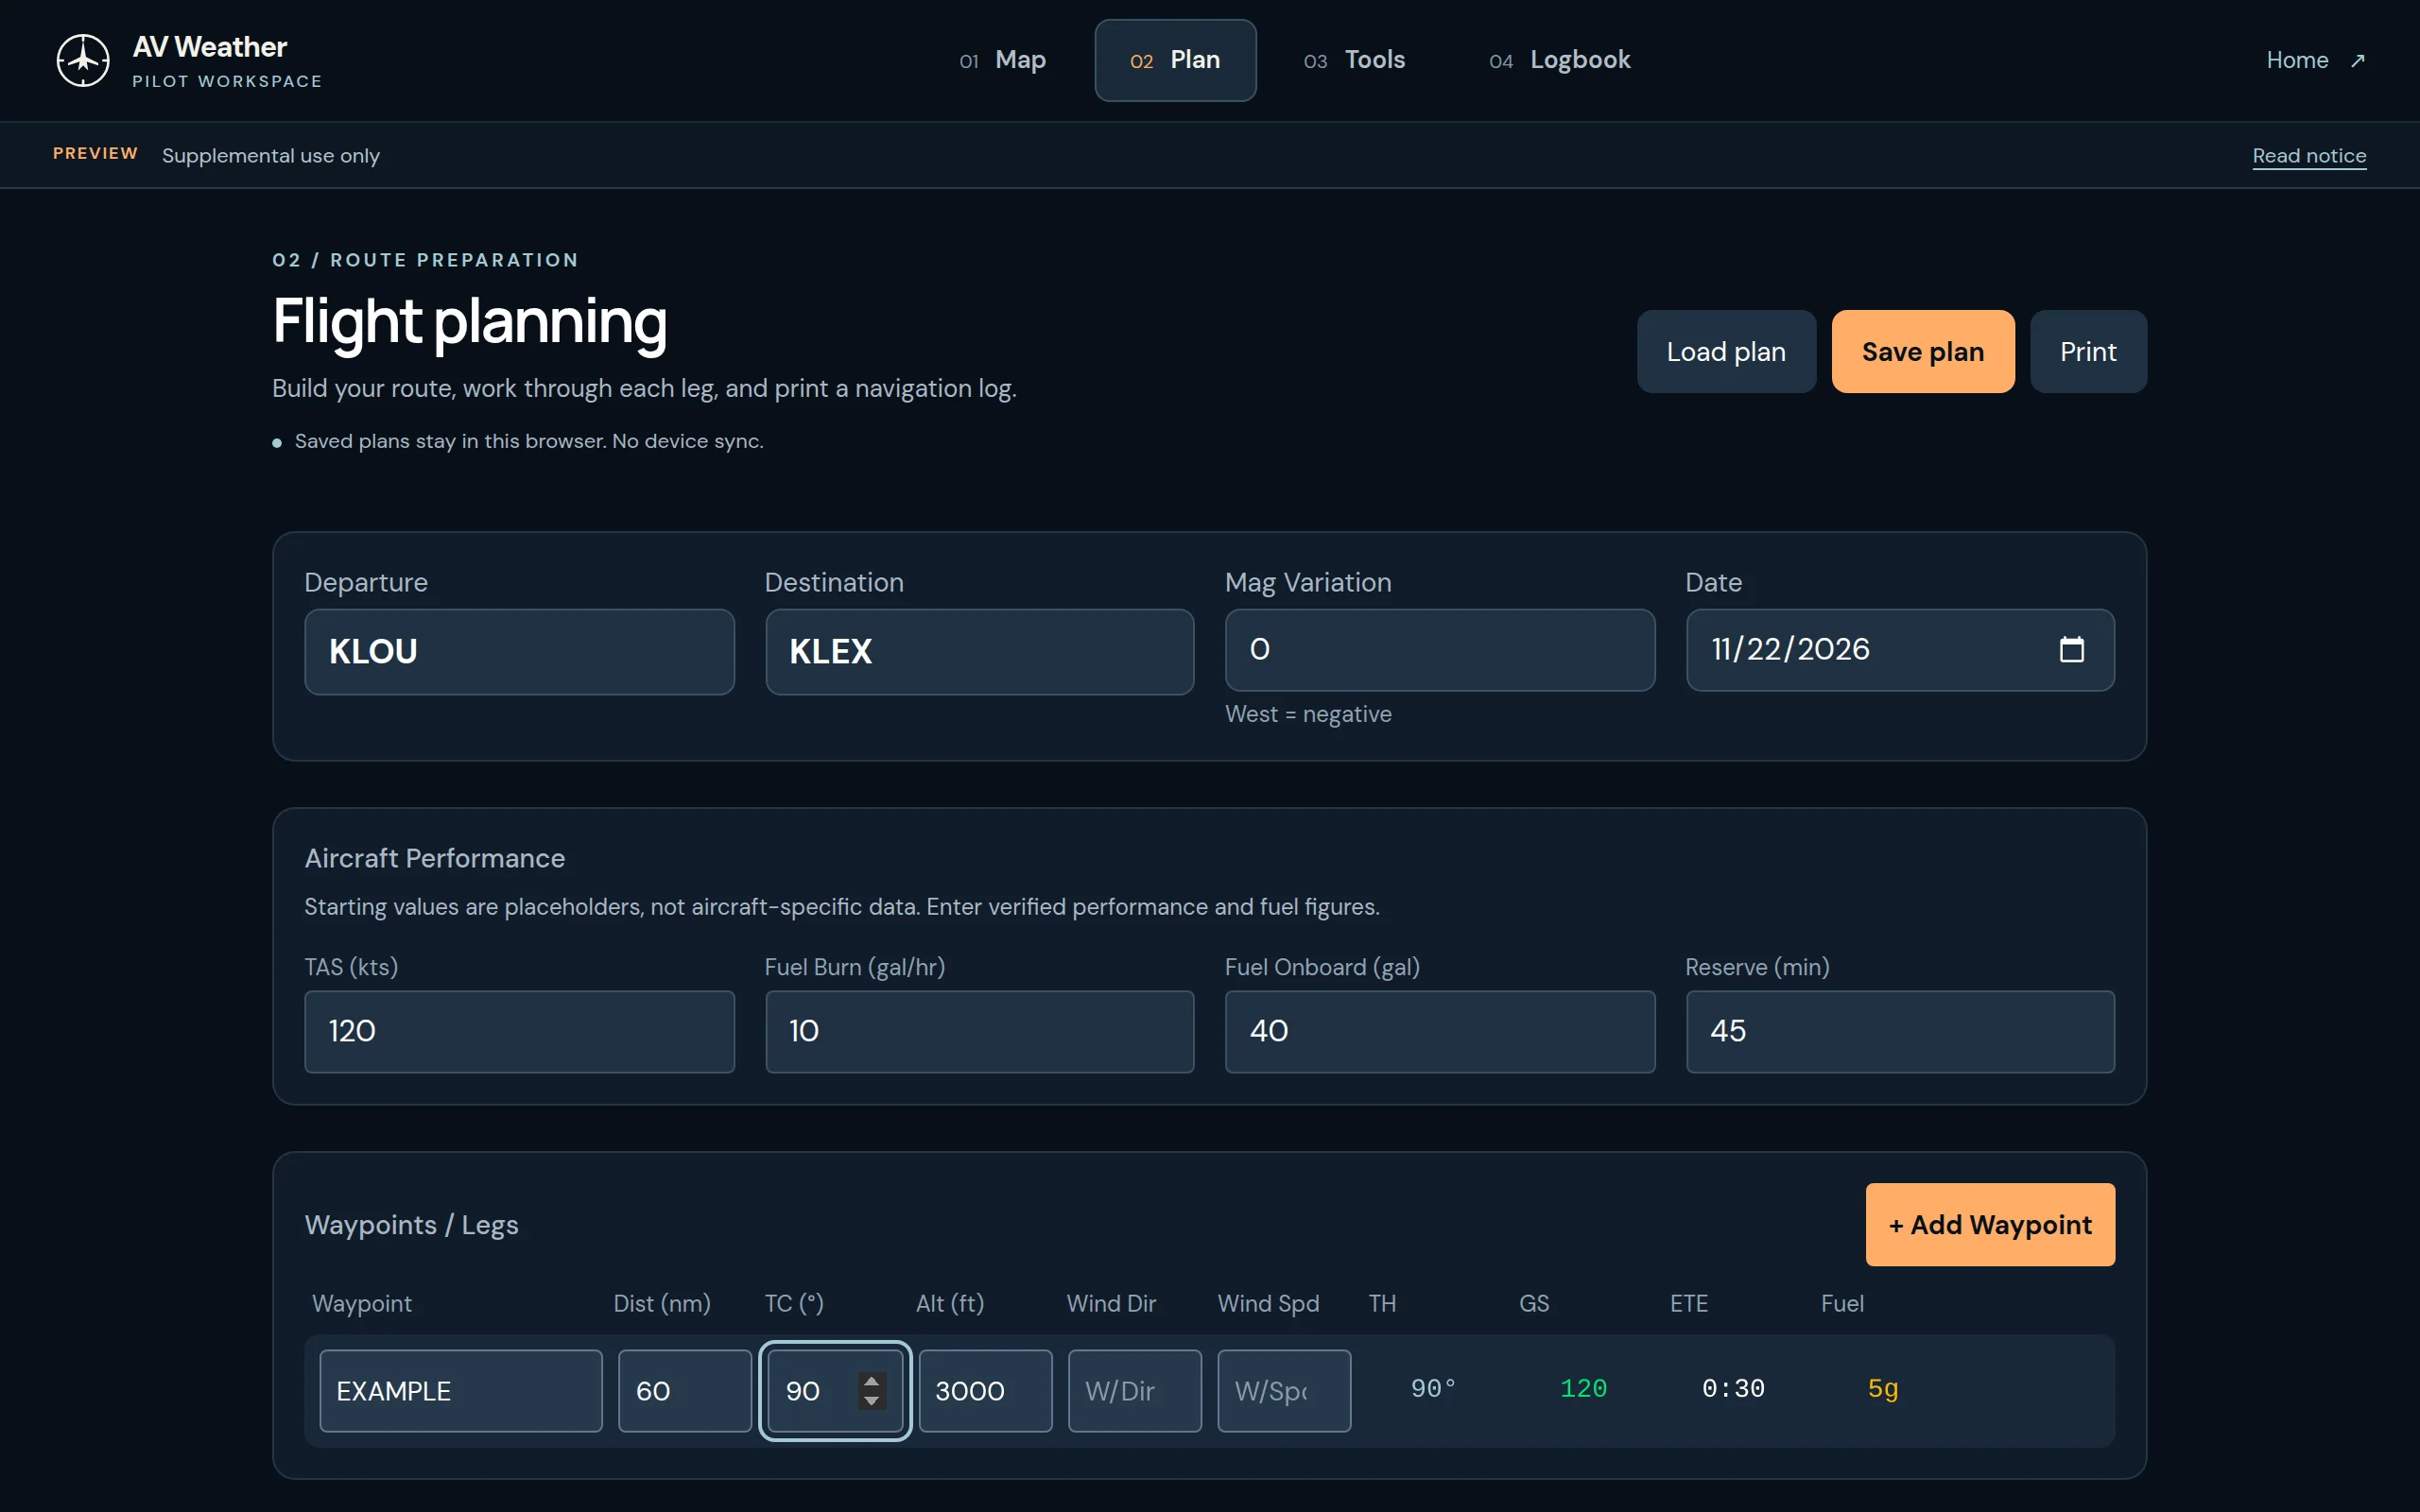 AV Weather
PILOT WORKSPACE
01 Map
02 Plan
03 Tools
04 Logbook
Home ↗
PREVIEW Supplemental use only
Read notice
02 / ROUTE PREPARATION
Flight planning
Build your route, work through each leg, and print a navigation log.
Saved plans stay in this browser. No device sync.
Load plan
Save plan
Print
Departure Destination Mag Variation Date
KLOU KLEX 0 11/22/2026
West = negative
Aircraft Performance
Starting values are placeholders, not aircraft-specific data. Enter verified performance and fuel figures.
TAS (kts) Fuel Burn (gal/hr) Fuel Onboard (gal) Reserve (min)
120 10 40 45
Waypoints / Legs
+ Add Waypoint
Waypoint Dist (nm) TC (°) Alt (ft) Wind Dir Wind Spd TH GS ETE Fuel
EXAMPLE 60 90 3000 W/Dir 90° 120 0:30 5g